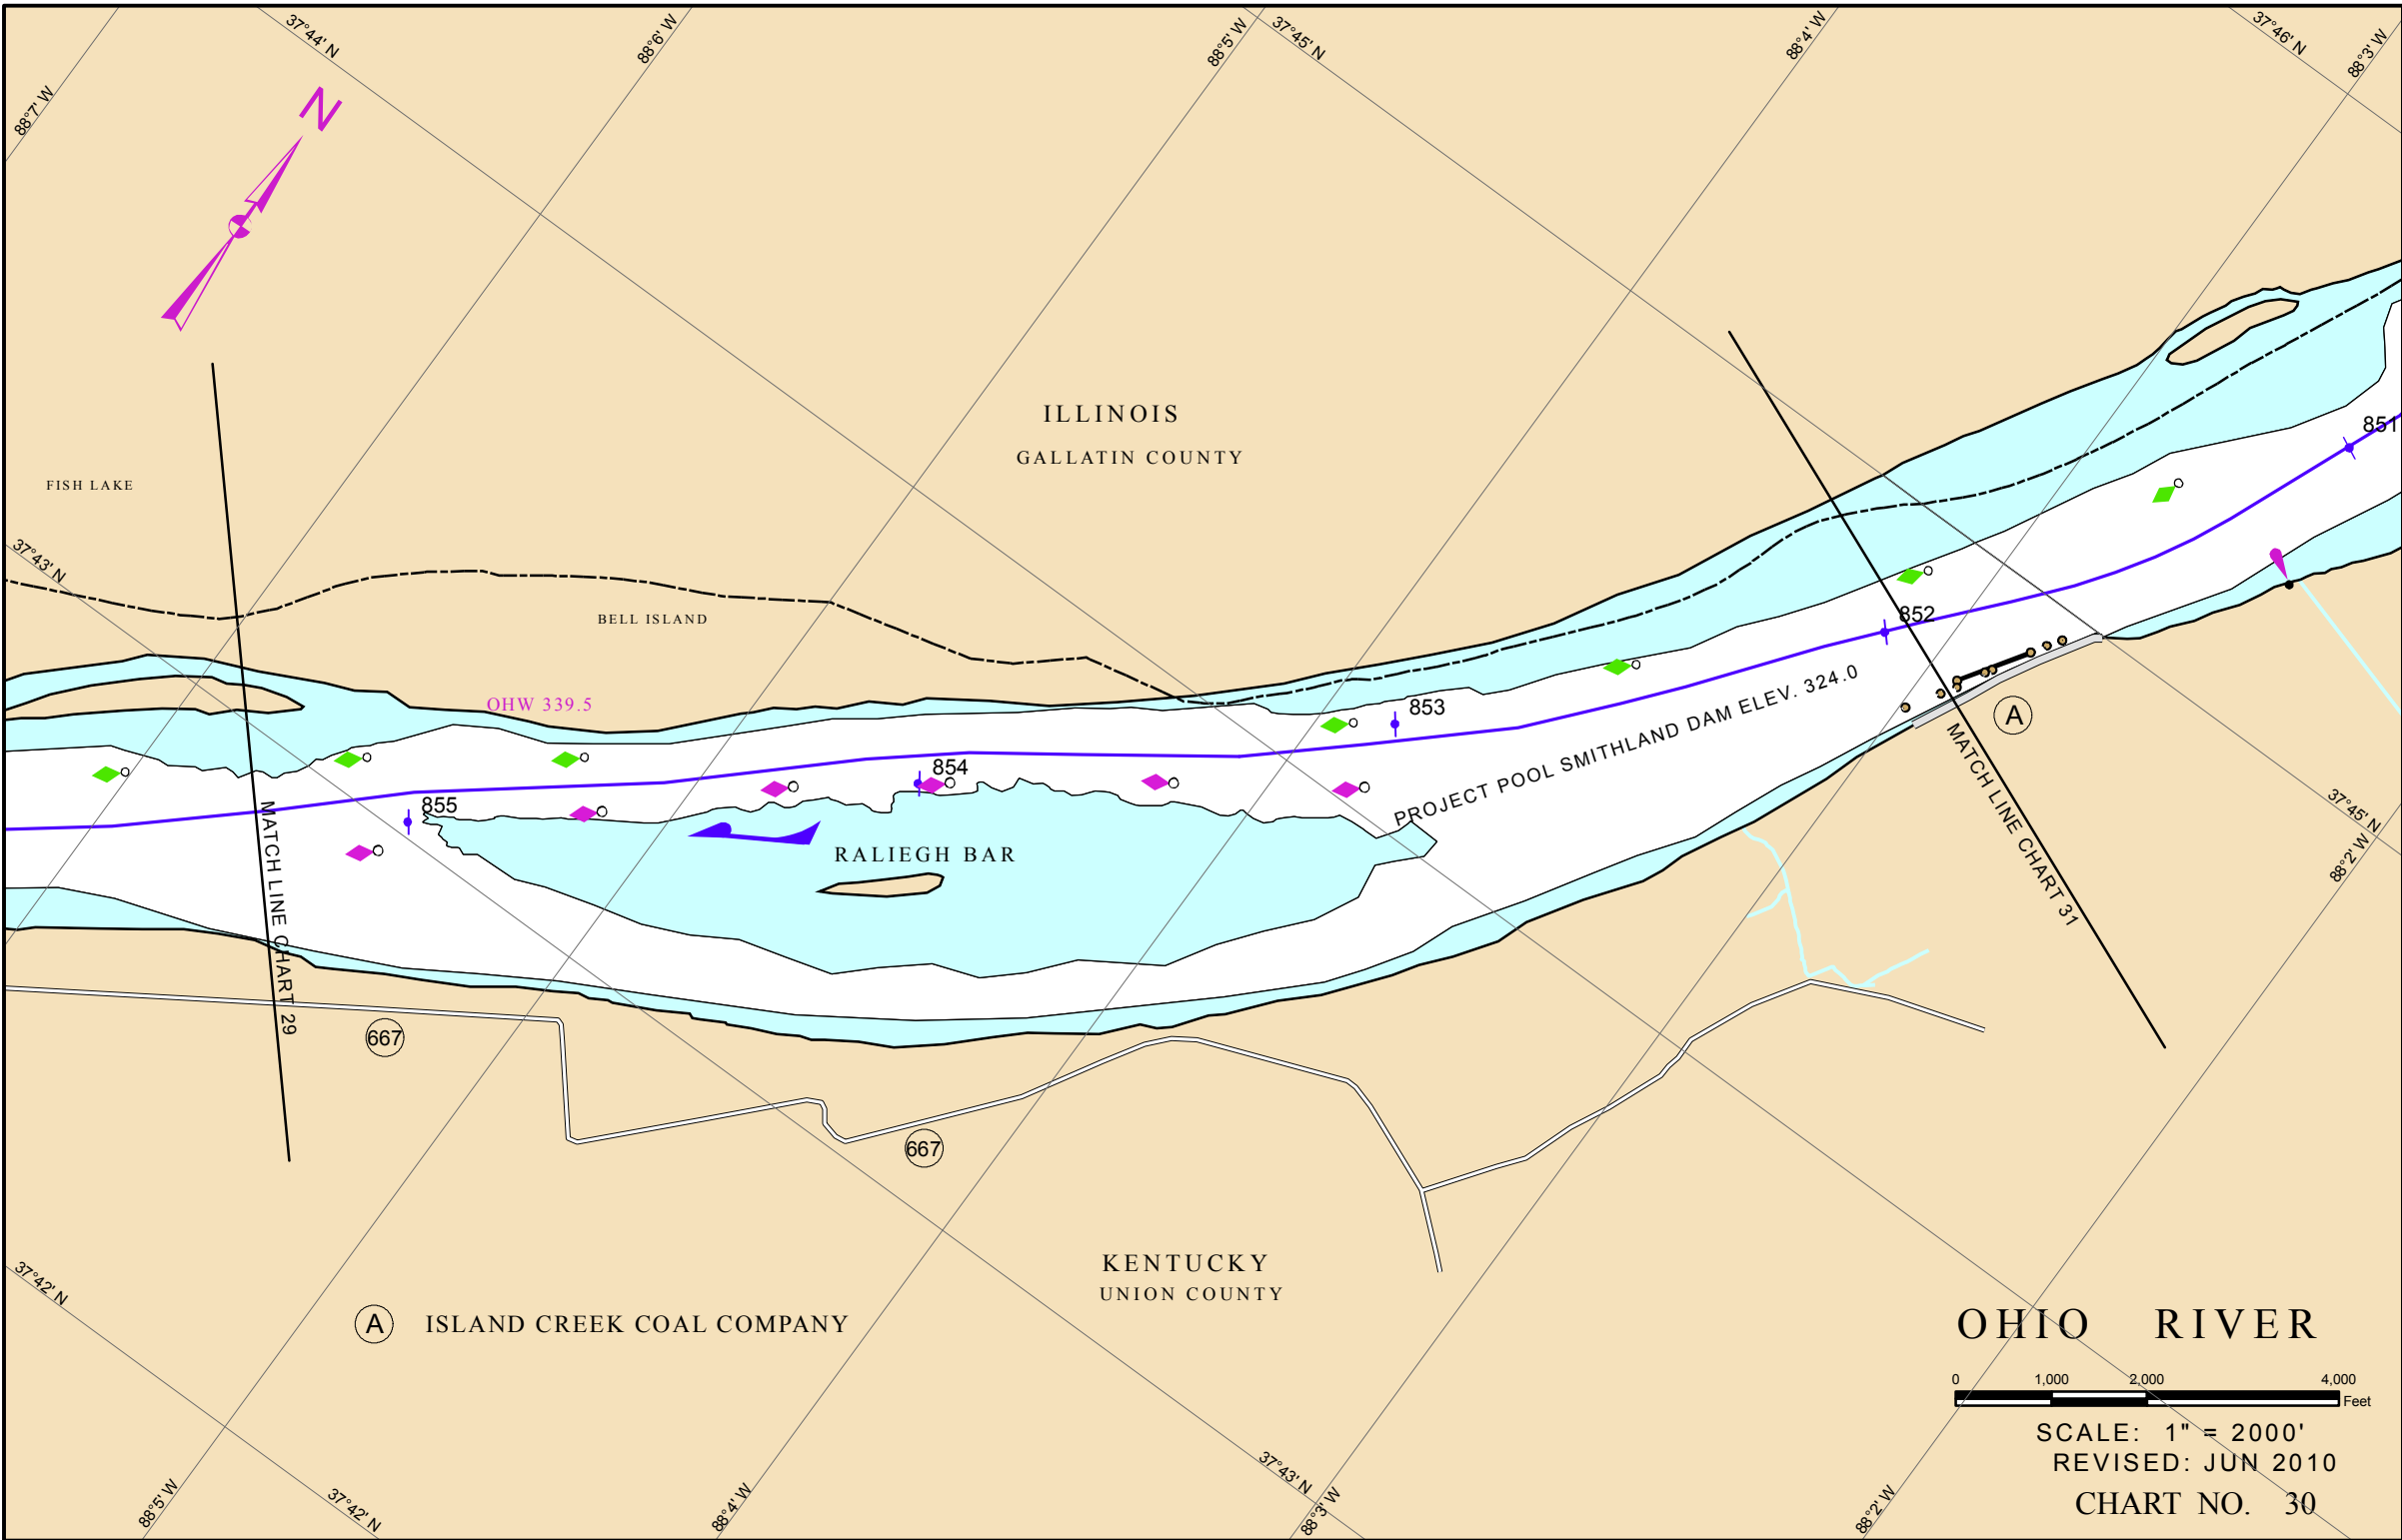 37°44' N
88°6' W
88°5' W
37°45' N
88°4' W
37°46' N
88°3' W
88°7' W
N
ILLINOIS
GALLATIN COUNTY
851
FISH LAKE
37°43' N
BELL ISLAND
852
OHW 339.5
853
PROJECT POOL SMITHLAND DAM ELEV. 324.0
A
854
855
MATCH LINE CHART 29
MATCH LINE CHART 31
RALIEGH BAR
37°45' N
88°2' W
667
667
KENTUCKY
UNION COUNTY
37°42' N
A ISLAND CREEK COAL COMPANY
OHIO RIVER
0 1,000 2,000 4,000
Feet
SCALE: 1" = 2000'
REVISED: JUN 2010
CHART NO. 30
88°5' W
37°42' N
88°4' W
37°43' N
88°3' W
88°2' W